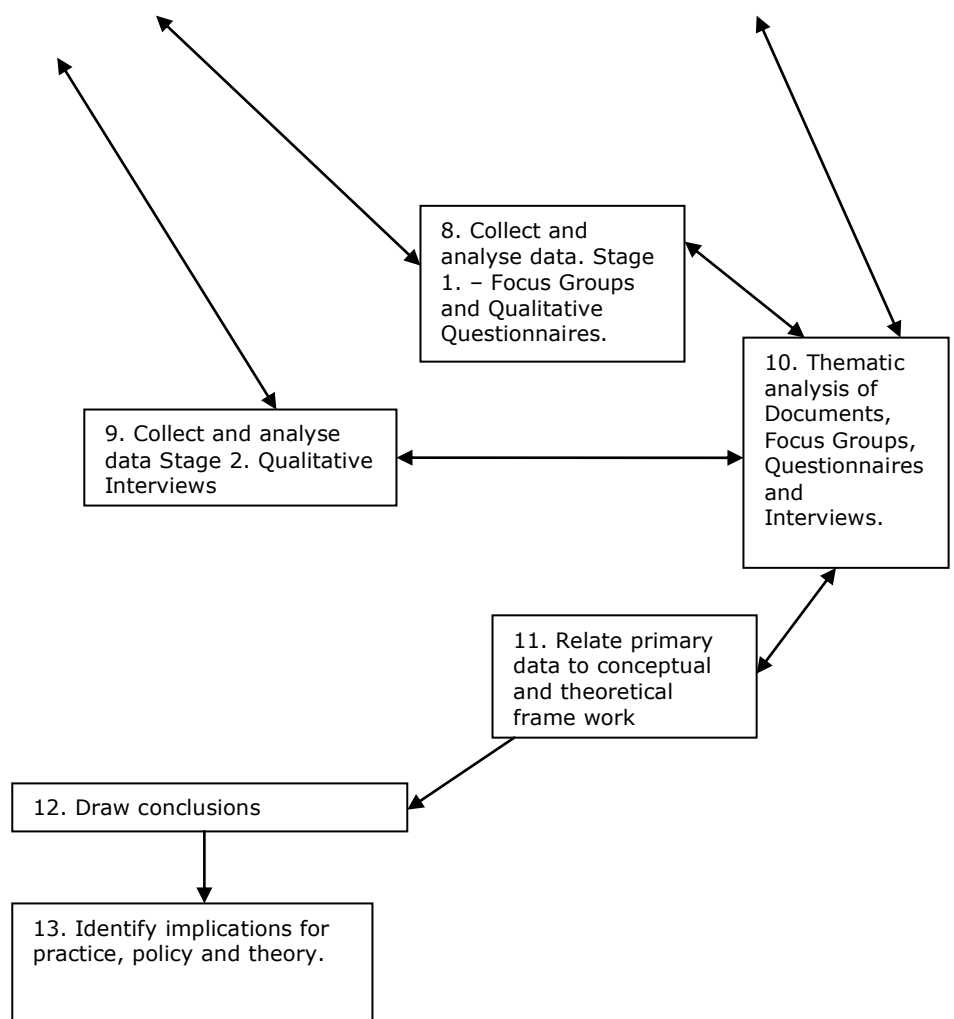 8. Collect and
analyse data. Stage
1. – Focus Groups
and Qualitative
Questionnaires.
10. Thematic
analysis of
Documents,
Focus Groups,
Questionnaires
and
Interviews.
9. Collect and analyse
data Stage 2. Qualitative
Interviews
11. Relate primary
data to conceptual
and theoretical
frame work
12. Draw conclusions
13. Identify implications for
practice, policy and theory.